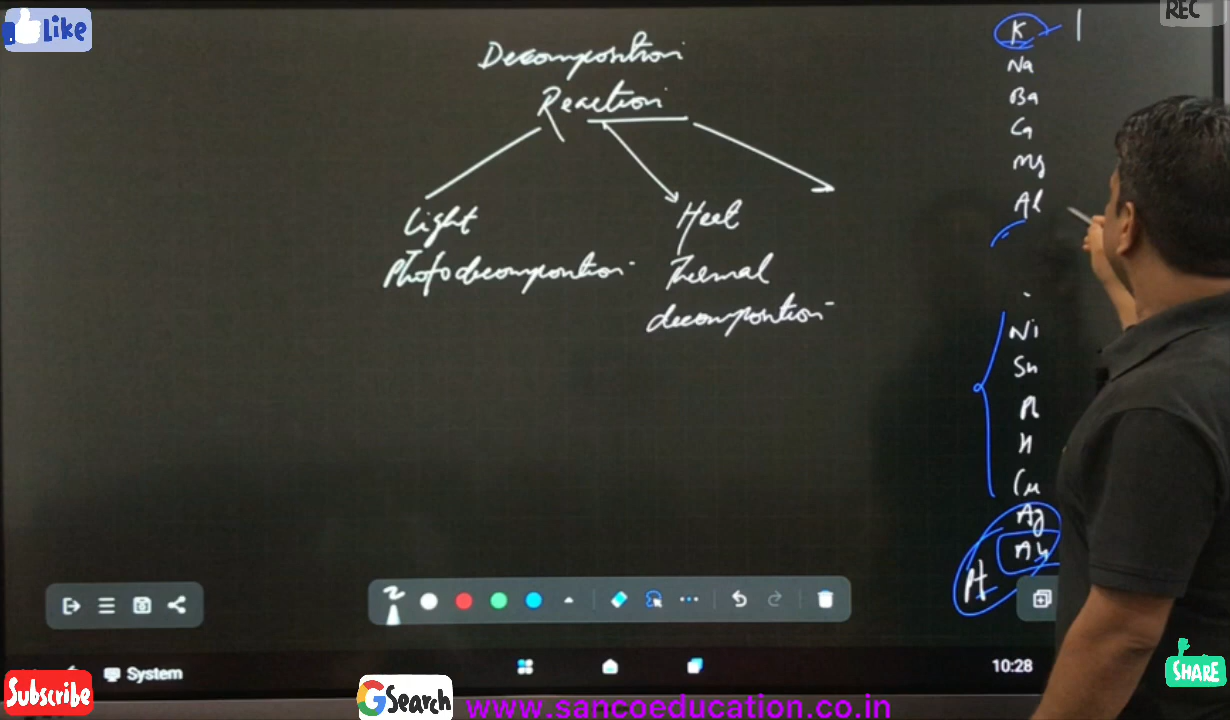 Like
REC
Decomposition
Reaction
Light
Photodecomposition
Heat
Thermal
decomposition
K
1
Na
Ba
Ca
Mg
Al
Ni
Sn
H
Cu
Ag
Au
Pt
System
10:28
Subscribe
Search
SHARE
www.sancoeducation.co.in